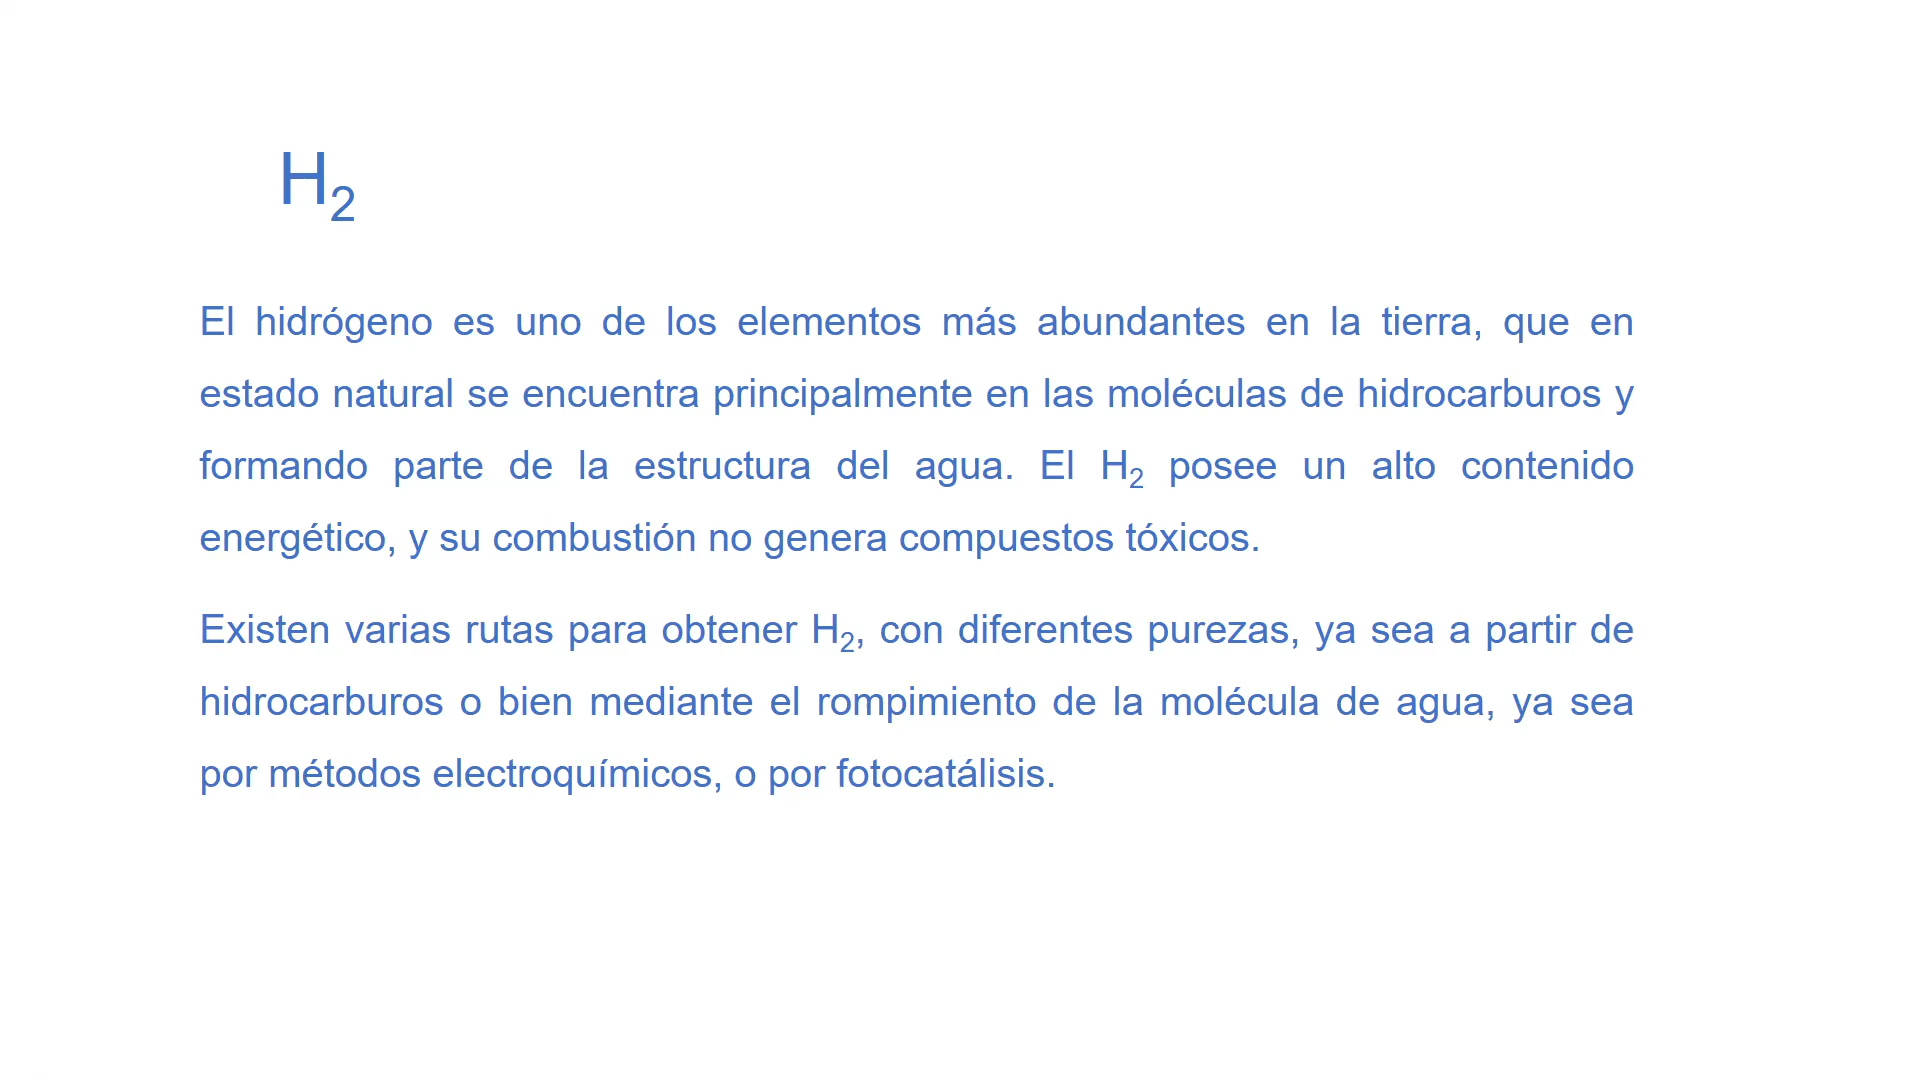 H₂
El hidrógeno es uno de los elementos más abundantes en la tierra, que en
estado natural se encuentra principalmente en las moléculas de hidrocarburos y
formando parte de la estructura del agua. El H₂ posee un alto contenido
energético, y su combustión no genera compuestos tóxicos.
Existen varias rutas para obtener H₂, con diferentes purezas, ya sea a partir de
hidrocarburos o bien mediante el rompimiento de la molécula de agua, ya sea
por métodos electroquímicos, o por fotocatálisis.